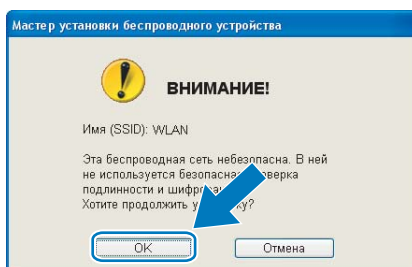 Мастер установки беспроводного устройства
ВНИМАНИЕ!
Имя (SSID): WLAN
Эта беспроводная сеть небезопасна. В ней
не используется безопасная
подлинности и
Хотите продолжить
OK
Отмена